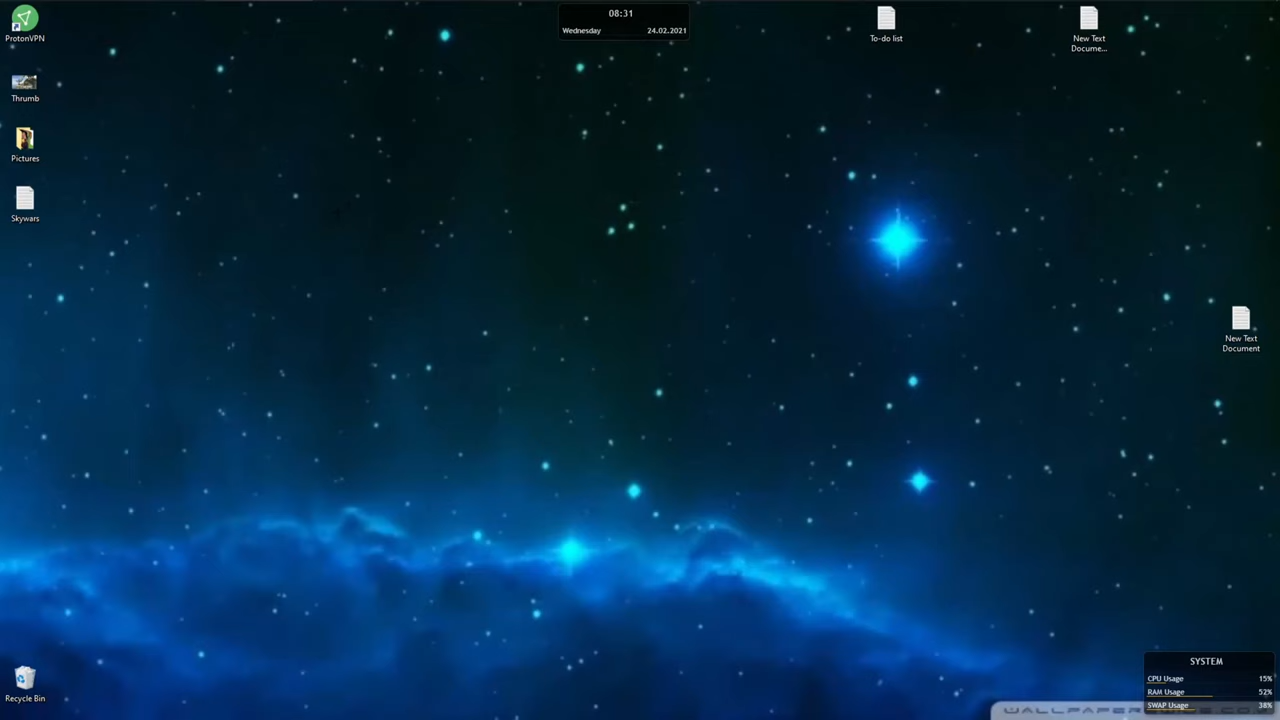 ProtonVPN
Thrumb
Pictures
Skywars
Recycle Bin
08:31
Wednesday 24.02.2021
To-do list
New Text
Docume...
New Text
Document
SYSTEM
CPU Usage 15%
RAM Usage 52%
SWAP Usage 38%